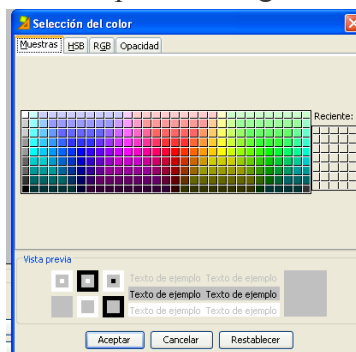 Selección del color
Muestras HSB RGB Opacidad
Reciente:
Vista previa
Texto de ejemplo Texto de ejemplo
Texto de ejemplo Texto de ejemplo
Texto de ejemplo Texto de ejemplo
Aceptar Cancelar Restablecer